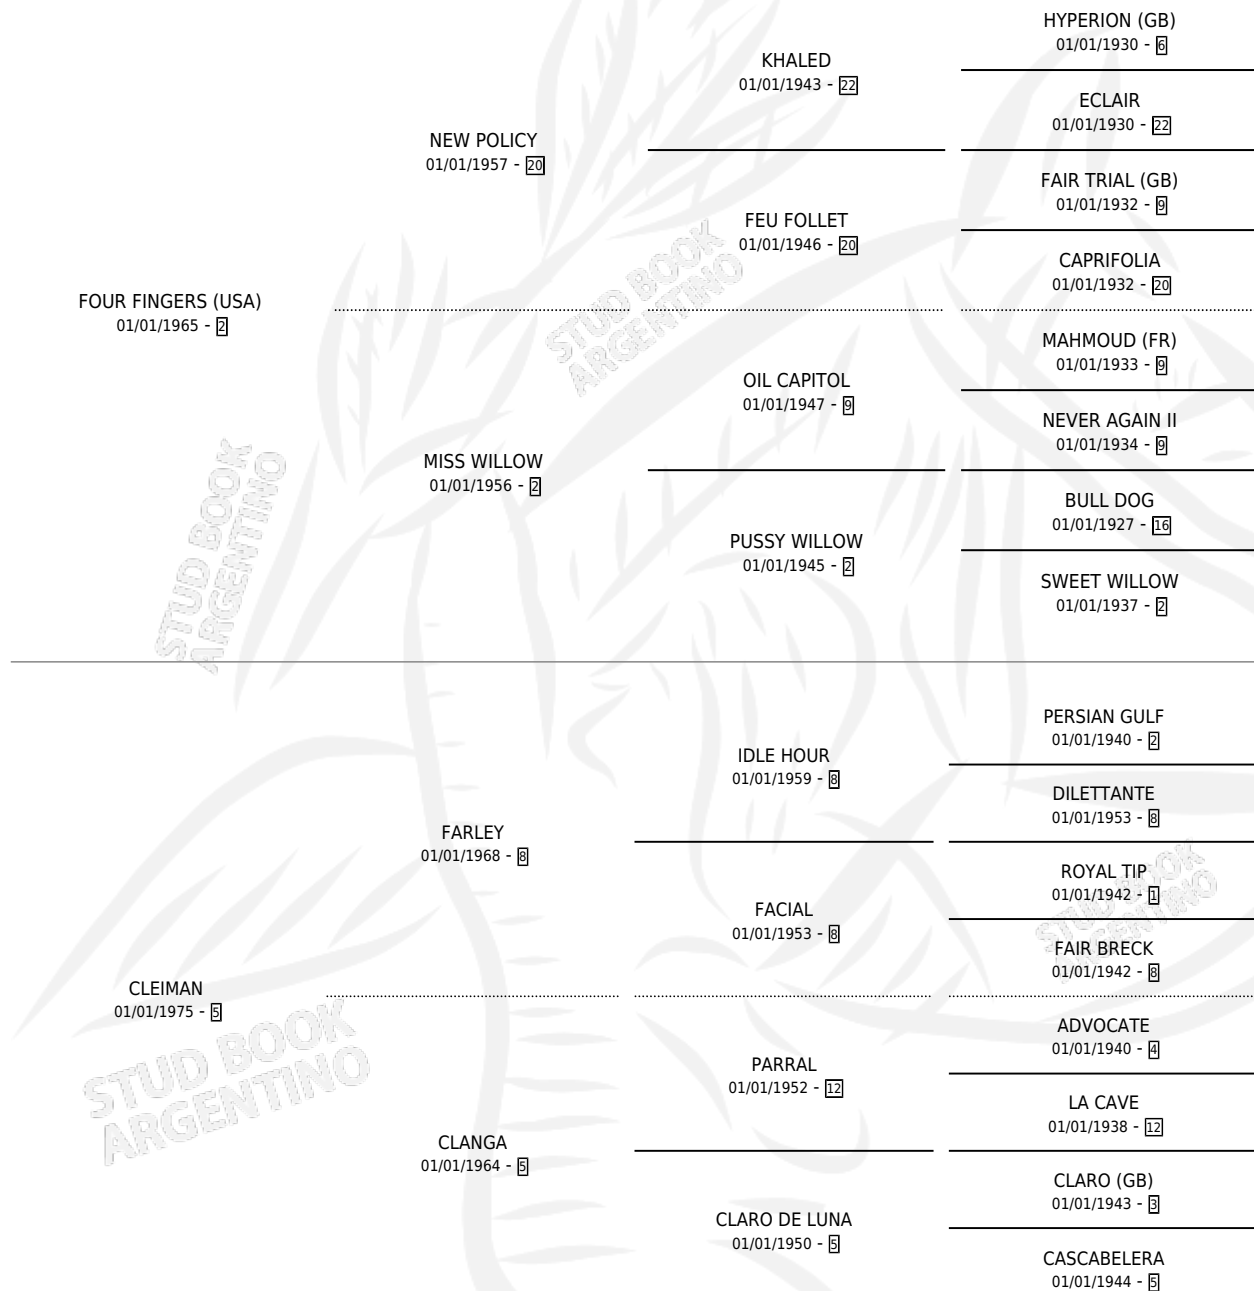 HYPERION (GB)
01/01/1930 - 6
KHALED
01/01/1943 - 22
ECLAIR
01/01/1930 - 22
NEW POLICY
01/01/1957 - 20
FAIR TRIAL (GB)
01/01/1932 - 9
FEU FOLLET
01/01/1946 - 20
CAPRIFOLIA
01/01/1932 - 20
FOUR FINGERS (USA)
01/01/1965 - 2
MAHMOUD (FR)
01/01/1933 - 9
OIL CAPITOL
01/01/1947 - 9
NEVER AGAIN II
01/01/1934 - 9
MISS WILLOW
01/01/1956 - 2
BULL DOG
01/01/1927 - 16
PUSSY WILLOW
01/01/1945 - 2
SWEET WILLOW
01/01/1937 - 2
PERSIAN GULF
01/01/1940 - 2
IDLE HOUR
01/01/1959 - 8
DILETTANTE
01/01/1953 - 8
FARLEY
01/01/1968 - 8
ROYAL TIP
01/01/1942 - 1
FACIAL
01/01/1953 - 8
FAIR BRECK
01/01/1942 - 8
CLEIMAN
01/01/1975 - 5
ADVOCATE
01/01/1940 - 4
PARRAL
01/01/1952 - 12
LA CAVE
01/01/1938 - 12
CLANGA
01/01/1964 - 5
CLARO (GB)
01/01/1943 - 3
CLARO DE LUNA
01/01/1950 - 5
CASCABELERA
01/01/1944 - 5
STUD BOOK
ARGENTINO
STUD BOOK
ARGENTINO
STUD BOOK
ARGENTINO
STUD BOOK
ARGENTINO